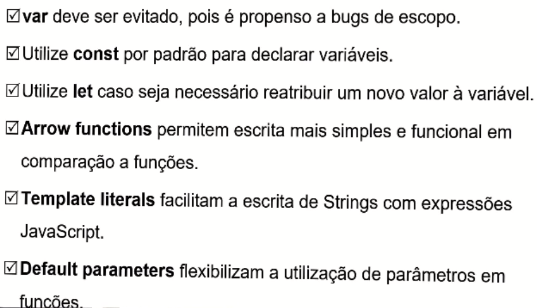 ☑ var deve ser evitado, pois é propenso a bugs de escopo.
☑ Utilize const por padrão para declarar variáveis.
☑ Utilize let caso seja necessário reatribuir um novo valor à variável.
☑ Arrow functions permitem escrita mais simples e funcional em
comparação a funções.
☑ Template literals facilitam a escrita de Strings com expressões
JavaScript.
☑ Default parameters flexibilizam a utilização de parâmetros em
funções.